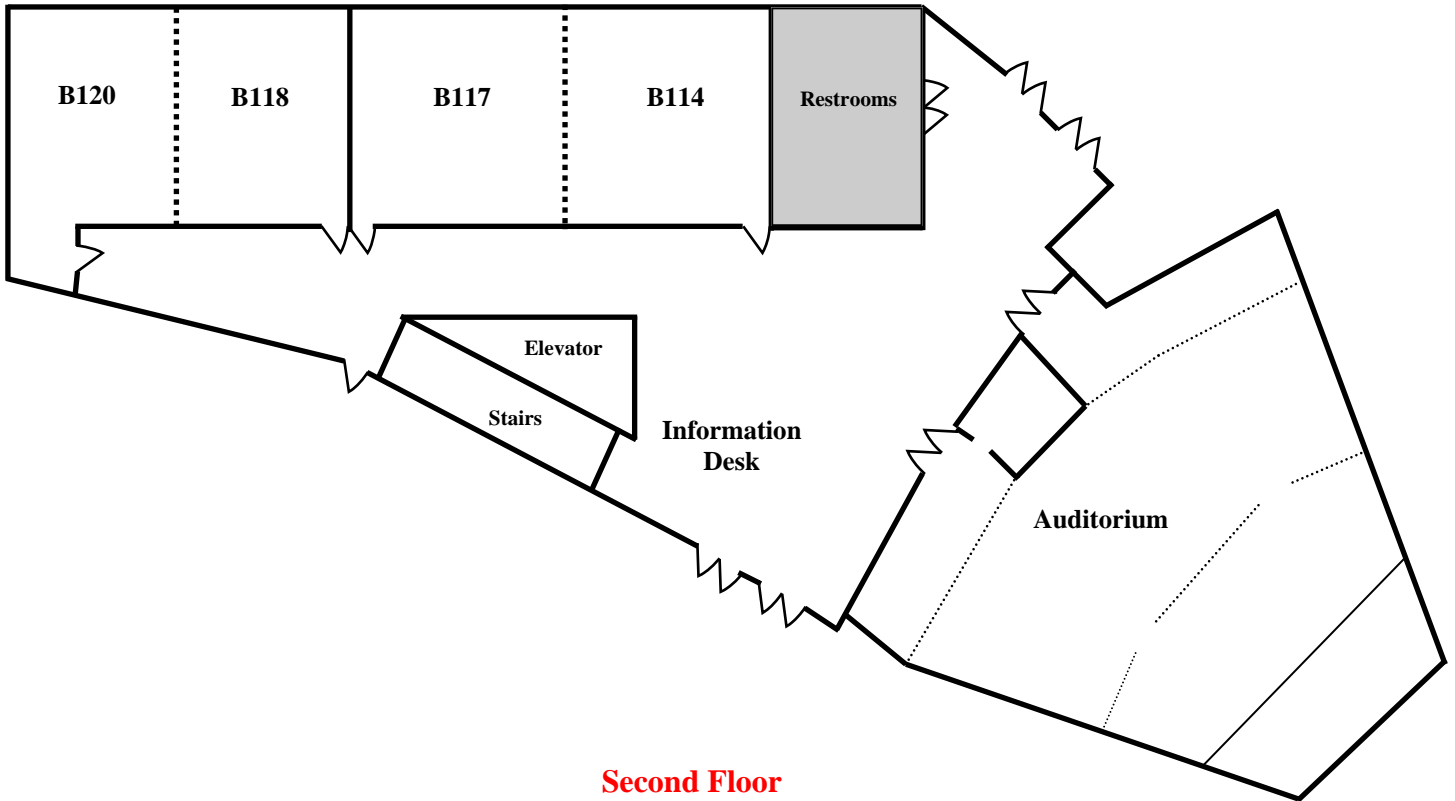 B120
B118
B117
B114
Restrooms
Elevator
Stairs
Information
Desk
Auditorium
Second Floor